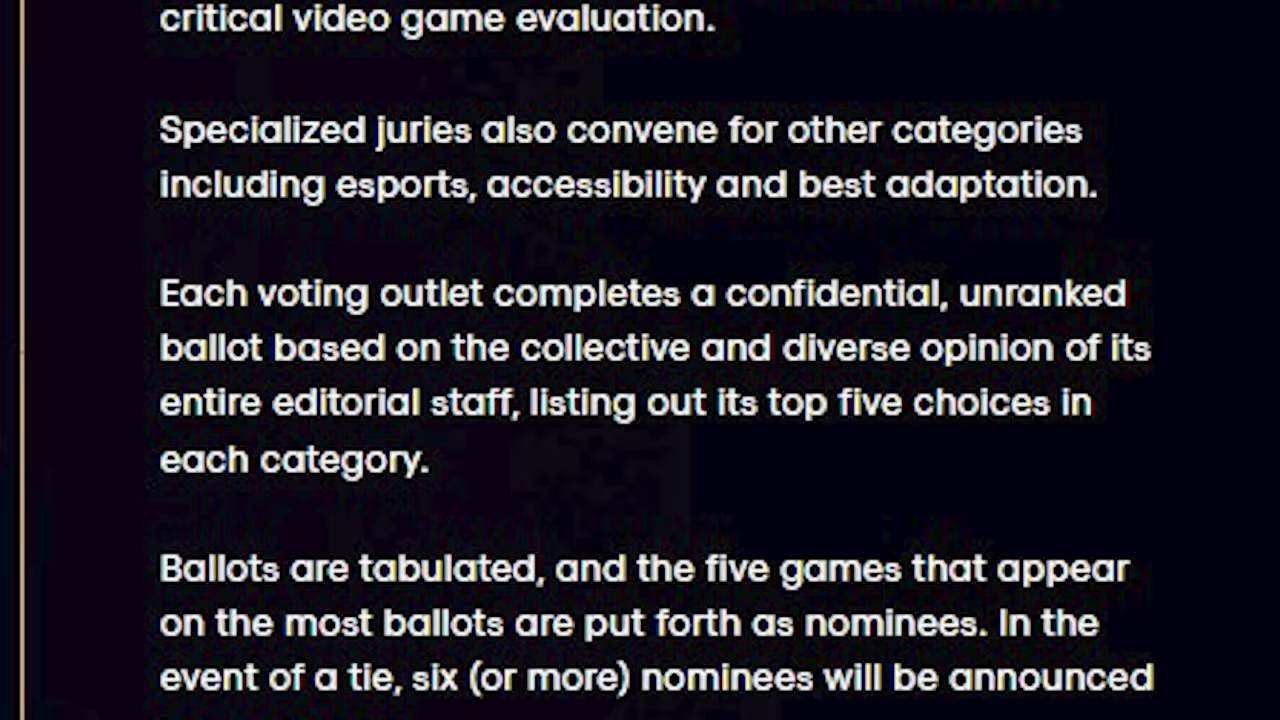 critical video game evaluation.
Specialized juries also convene for other categories
including esports, accessibility and best adaptation.
Each voting outlet completes a confidential, unranked
ballot based on the collective and diverse opinion of its
entire editorial staff, listing out its top five choices in
each category.
Ballots are tabulated, and the five games that appear
on the most ballots are put forth as nominees. In the
event of a tie, six (or more) nominees will be announced